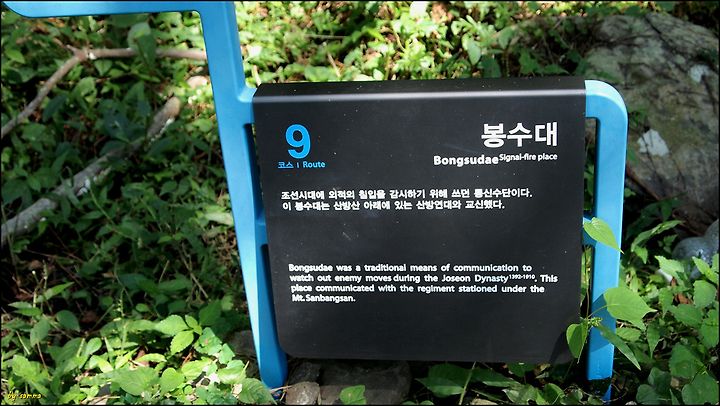 9
코스 | Route
봉수대
Bongsudae Signal-fire place
조선시대에 외적의 침입을 감시하기 위해 쓰던 통신수단이다.
이 봉수대는 산방산 아래에 있는 산방연대와 교신했다.
Bongsudae was a traditional means of communication to
watch out enemy moves during the Joseon Dynasty 1392-1910. This
place communicated with the regiment stationed under the
Mt.Sanbangsan.